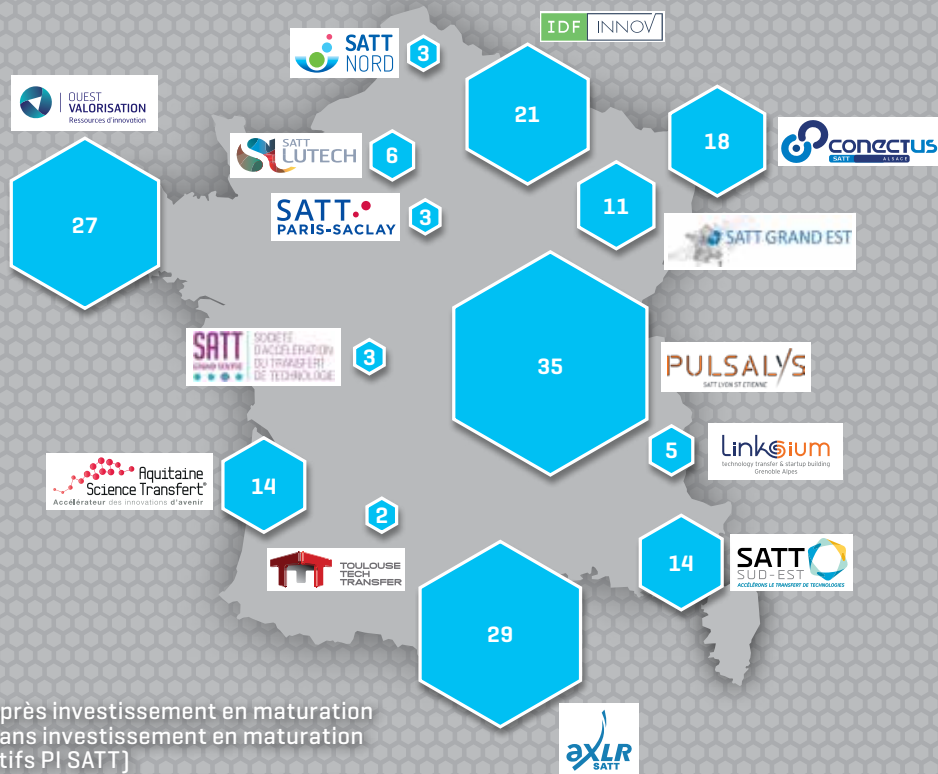 IDF INNOV
SATT
NORD
3
21
OUEST
VALORISATION
Ressources d'innovation
27
SATT
LUTECH
6
18
conectus
SATT ALSACE
SATT
PARIS-SACLAY
3
11
SATT GRAND EST
SATT
GRAND CENTRE
SOCIÉTÉ
D'ACCÉLÉRATION
DU TRANSFERT
DE TECHNOLOGIE
3
35
PULSALYS
SATT LYON ST ETIENNE
5
Linksium
technology transfer & startup building
Grenoble Alpes
Aquitaine
Science Transfert
Accélérateur des innovations d'avenir
14
2
TOULOUSE
TECH
TRANSFER
14
SATT
SUD-EST
ACCÉLÉRONS LE TRANSFERT DE TECHNOLOGIES
29
près investissement en maturation
ans investissement en maturation
tifs PI SATT)
aXLR
SATT